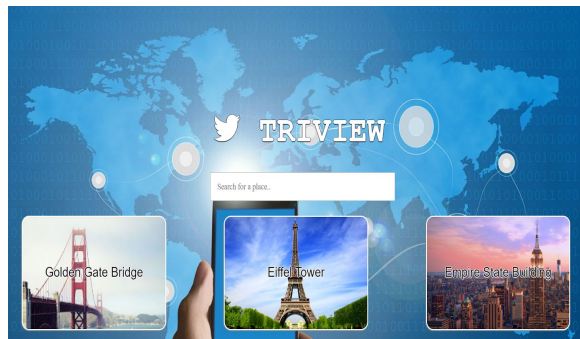 TRIVIEW
Search for a place..
Golden Gate Bridge
Eiffel Tower
Empire State Building